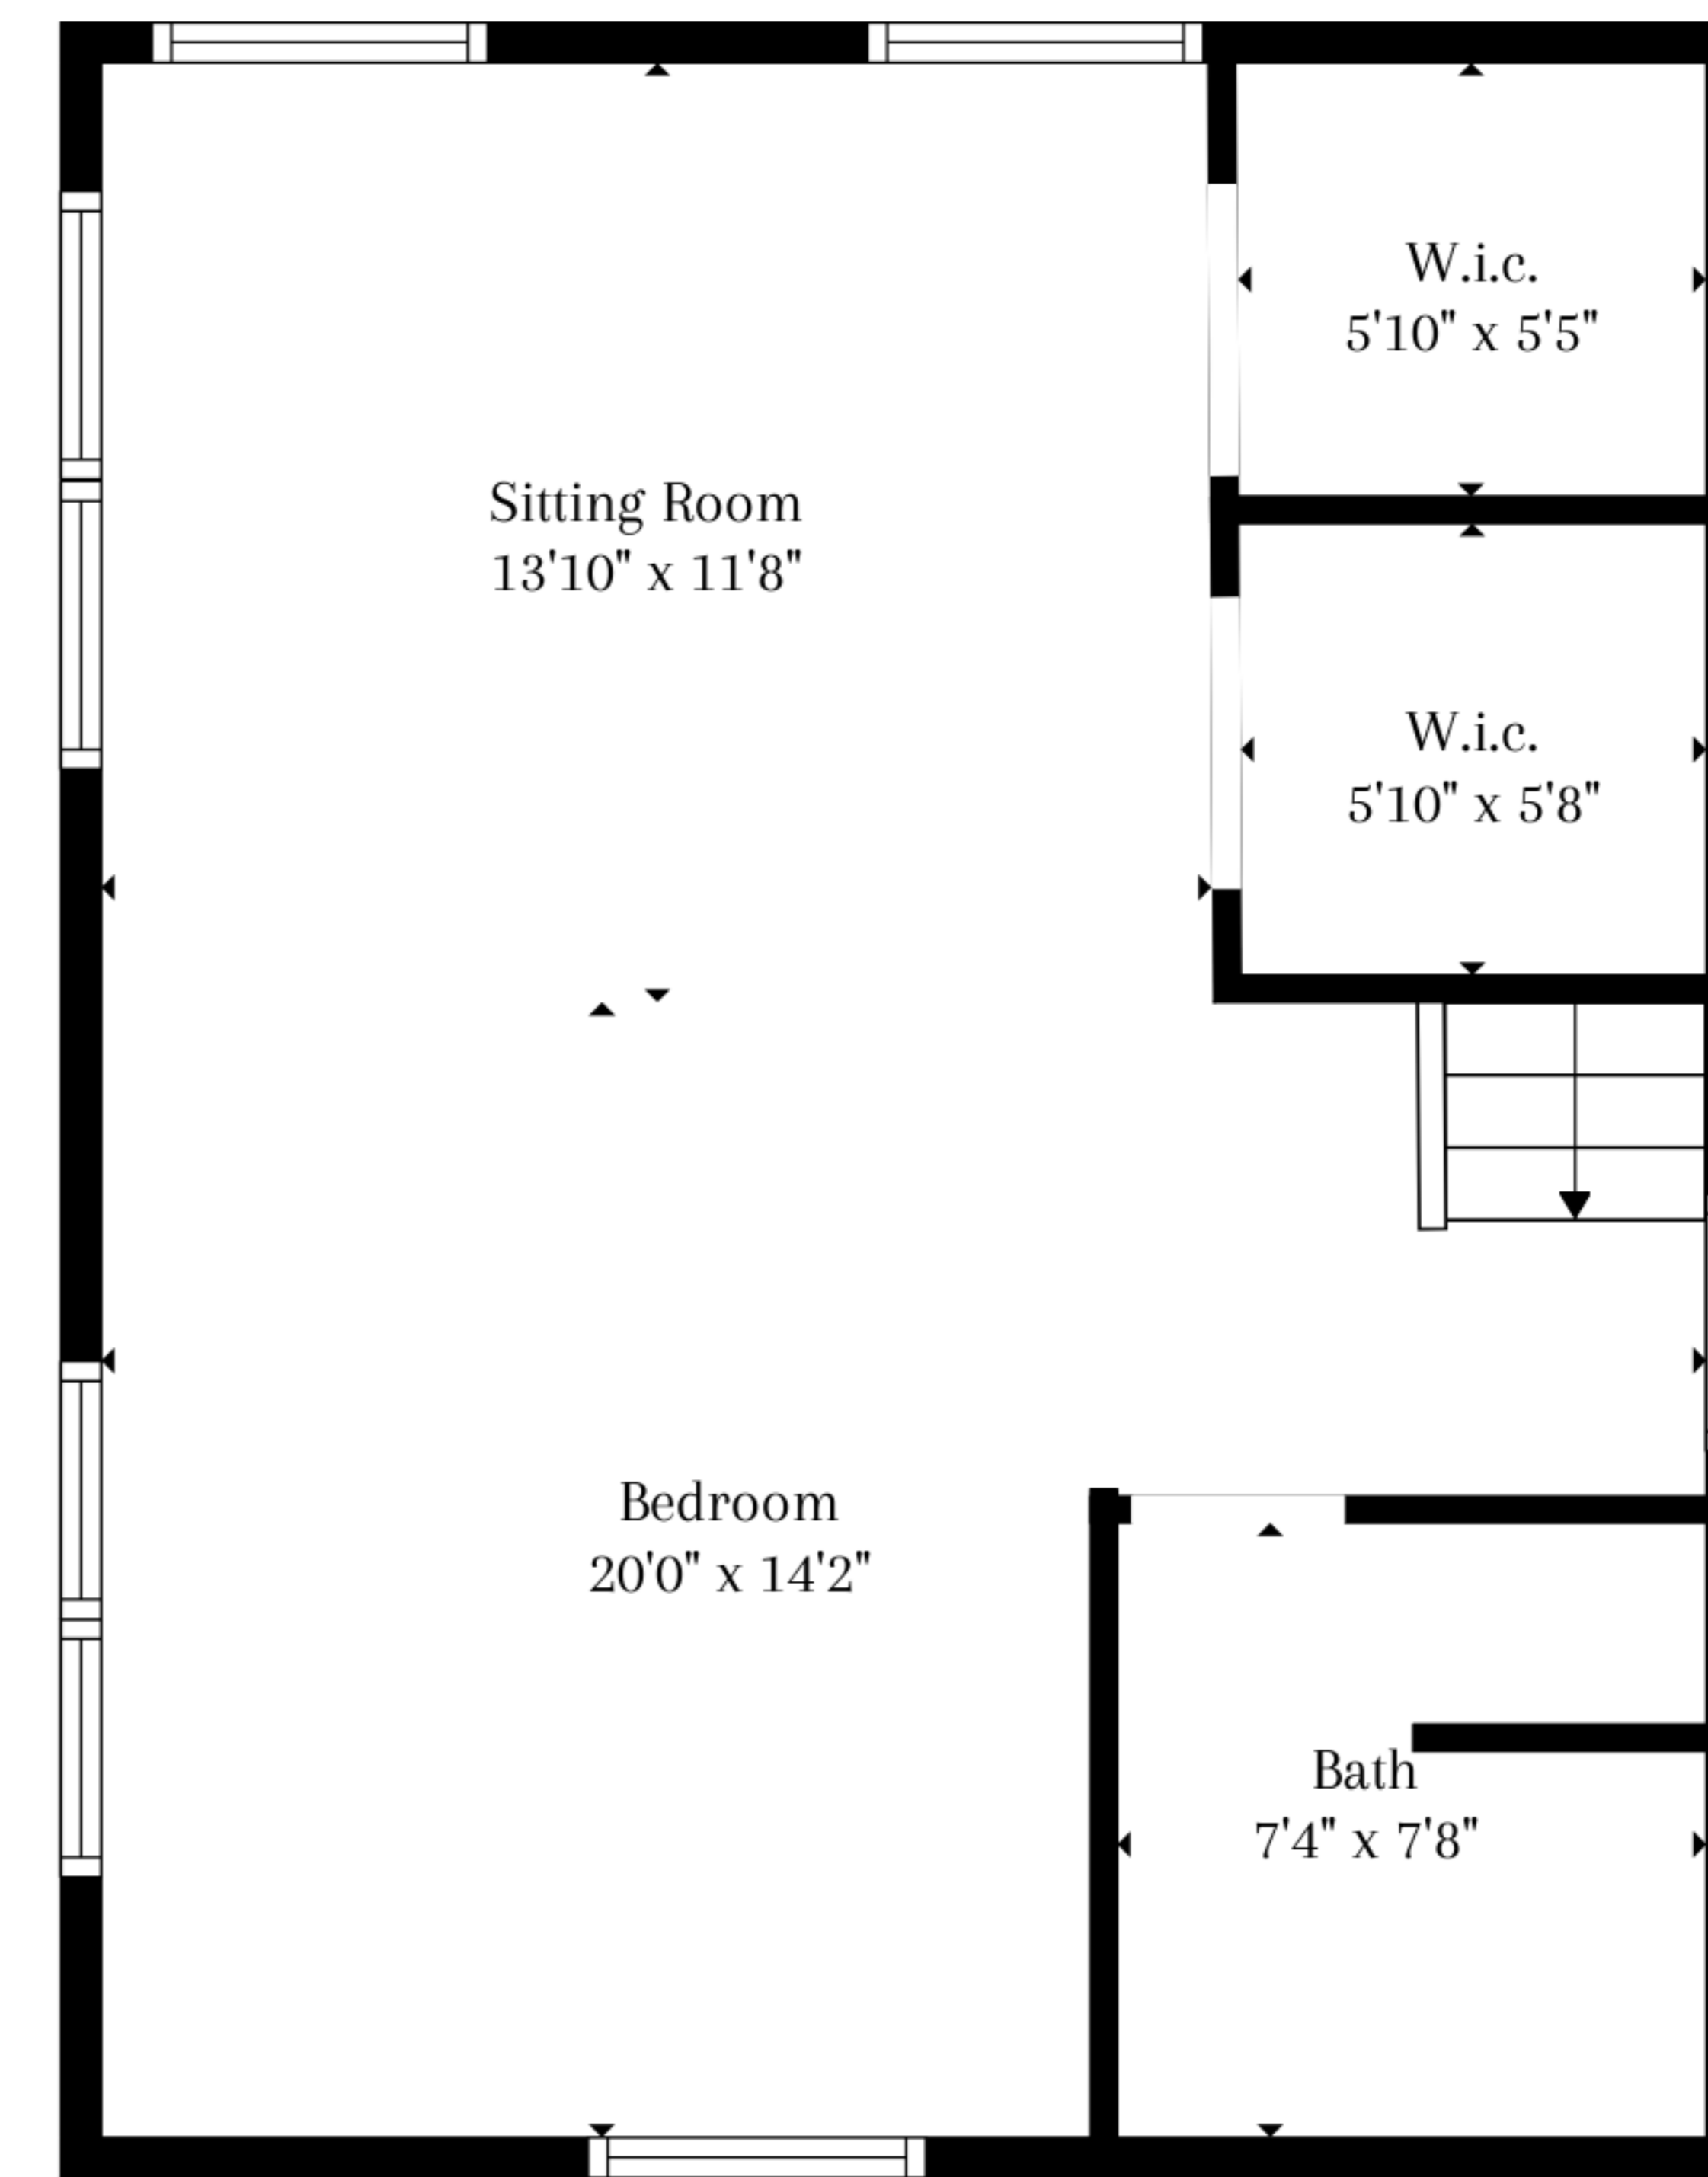 W.i.c.
5'10" x 5'5"
Sitting Room
13'10" x 11'8"
W.i.c.
5'10" x 5'8"
Bedroom
20'0" x 14'2"
Bath
7'4" x 7'8"